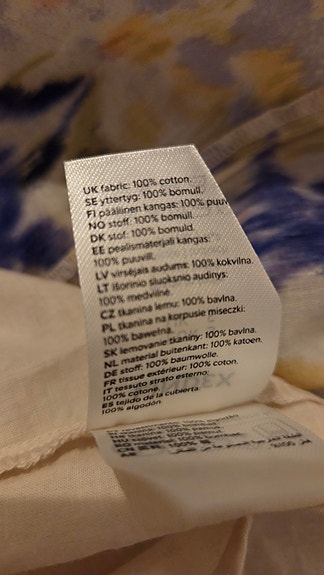 UK fabric: 100% cotton.
SE yttertyg: 100% bomull.
FI päällinen kangas: 100% puuv
NO stoff: 100% bomull.
DK stof: 100% bomuld.
EE pealismaterjali kangas:
100% puuvill.
LV virsējais audums: 100% kokvilna
LT išorinio sluoksnio audinys:
100% medvilnė.
CZ tkanina lemu: 100% bavlna.
PL tkanina na korpusie miseczki:
100% bawełna.
SK lemovanie tkaniny: 100% bavlna.
NL material buitenkant: 100% katoen.
DE stoff: 100% baumwolle.
FR tissue extérieur: 100% coton.
IT tessuto strato esterno:
100% cotone.
ES tejido de la cubierta:
100% algodón.